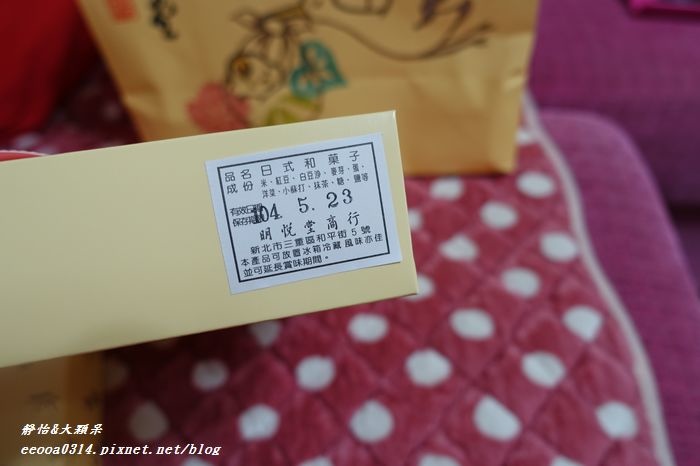 品名日式和菓子
成份 米、紅豆、白豆沙、麥芽、蛋、
洋菜、小蘇打、抹茶、糖、鹽等
有效日期
保存期限
104. 5. 23
明悅堂商行
新北市三重區和平街5號
本產品可放置冰箱冷藏風味亦佳
並可延長賞味期間。
靜怡&大顆呆
eeooa0314.pixnet.net/blog